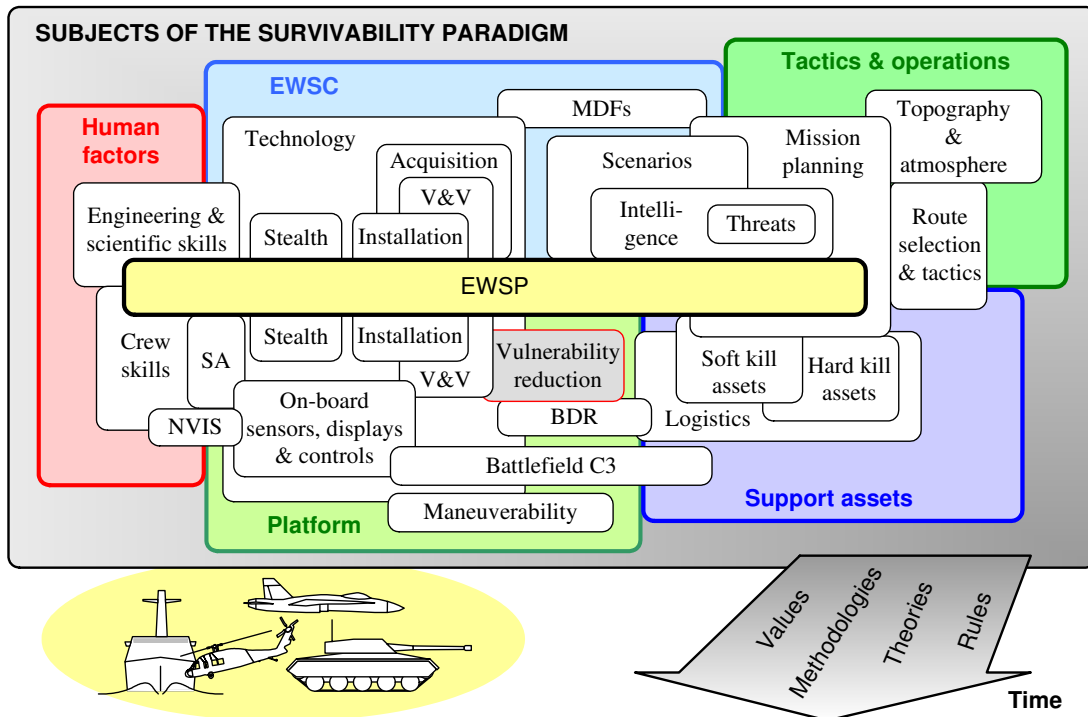 SUBJECTS OF THE SURVIVABILITY PARADIGM
EWSC
Tactics & operations
Human
factors
MDFs
Topography
&
atmosphere
Technology
Acquisition
V&V
Scenarios
Mission
planning
Engineering &
scientific skills
Stealth
Installation
Intelli-
gence
Threats
Route
selection
& tactics
EWSP
Crew
skills
SA
Stealth
Installation
V&V
Vulnerability
reduction
Soft kill
assets
Hard kill
assets
NVIS
On-board
sensors, displays
& controls
BDR
Logistics
Battlefield C3
Maneuverability
Platform
Support assets
Values
Methodologies
Theories
Rules
Time